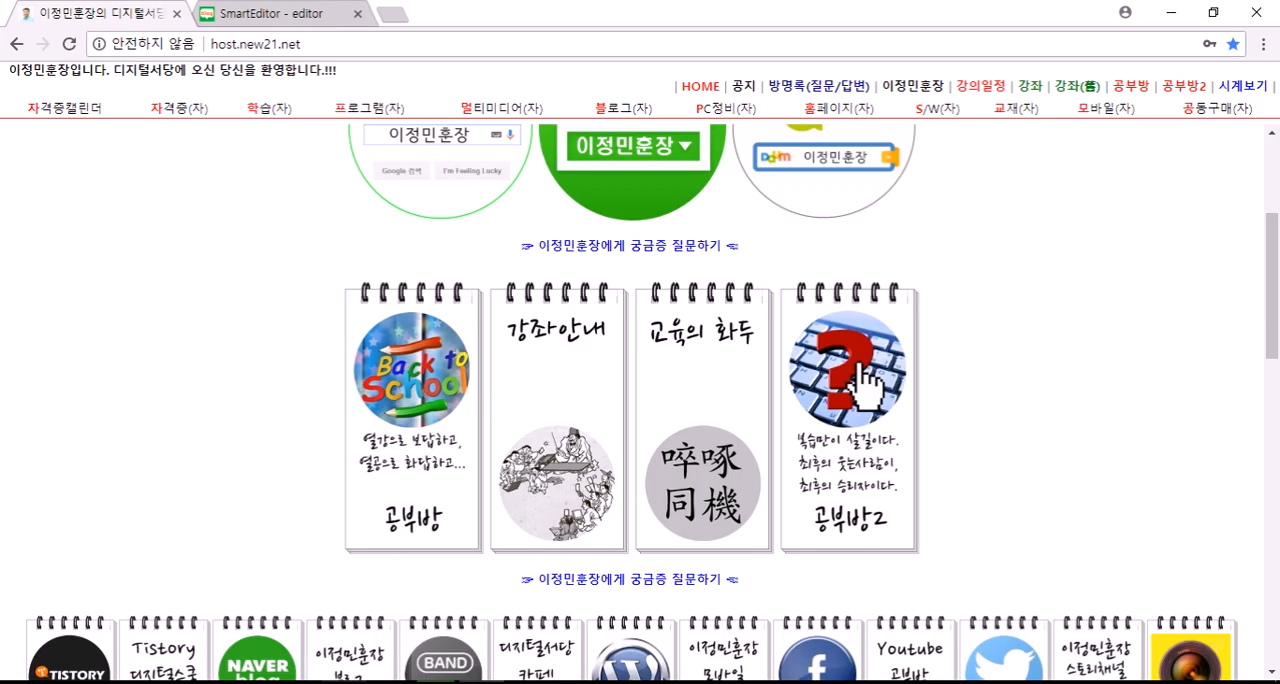 이정민훈장의 디지털서당
SmartEditor - editor
안전하지 않음 | host.new21.net
이정민훈장입니다. 디지털서당에 오신 당신을 환영합니다.!!!
| HOME | 공지 | 방명록(질문/답변) | 이정민훈장 | 강의일정 | 강좌 | 강좌(舊) | 공부방 | 공부방2 | 시계보기 |
자격증캘린더 자격증(자) 학습(자) 프로그램(자) 멀티미디어(자) 블로그(자) PC정비(자) 홈페이지(자) S/W(자) 교재(자) 모바일(자) 공동구매(자)
이정민훈장
Google 검색 I'm Feeling Lucky
이정민훈장▼
Daum 이정민훈장
☞ 이정민훈장에게 궁금증 질문하기 ☜
Back to
School
열강으로 보답하고,
열공으로 화답하고...
공부방
강좌안내
교육의 화두
啐啄
同機
?
복습만이 살길이다.
최후의 웃는사람이,
최후의 승리자이다.
공부방2
☞ 이정민훈장에게 궁금증 질문하기 ☜
TISTORY
Tistory
디지털스쿨
NAVER
blog
이정민훈장
BAND
디지털서당
카페
이정민훈장
모바일
Youtube
공부방
이정민훈장
스토리채널